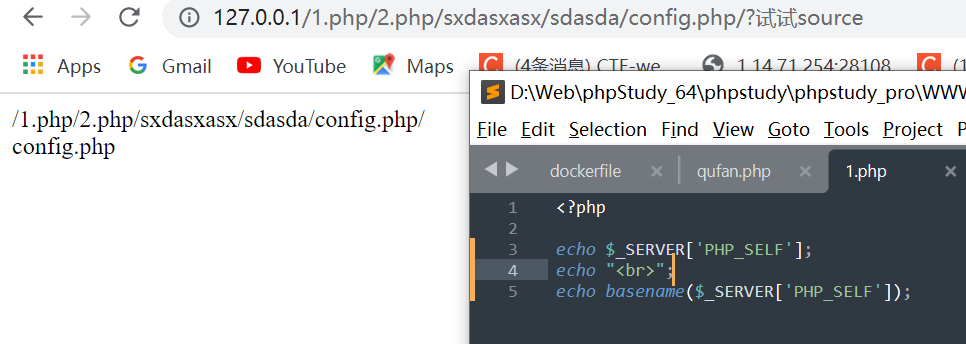 127.0.0.1/1.php/2.php/sxdasxasx/sdasda/config.php/?试试source
Apps Gmail YouTube Maps (4条消息) CTF-we 1.14.71.254:28108
/1.php/2.php/sxdasxasx/sdasda/config.php/
config.php
D:\Web\phpStudy_64\phpstudy\phpstudy_pro\WWW
File Edit Selection Find View Goto Tools Project P
dockerfile × qufan.php × 1.php ×
1 <?php
2
3 echo $_SERVER['PHP_SELF'];
4 echo "<br>";
5 echo basename($_SERVER['PHP_SELF']);